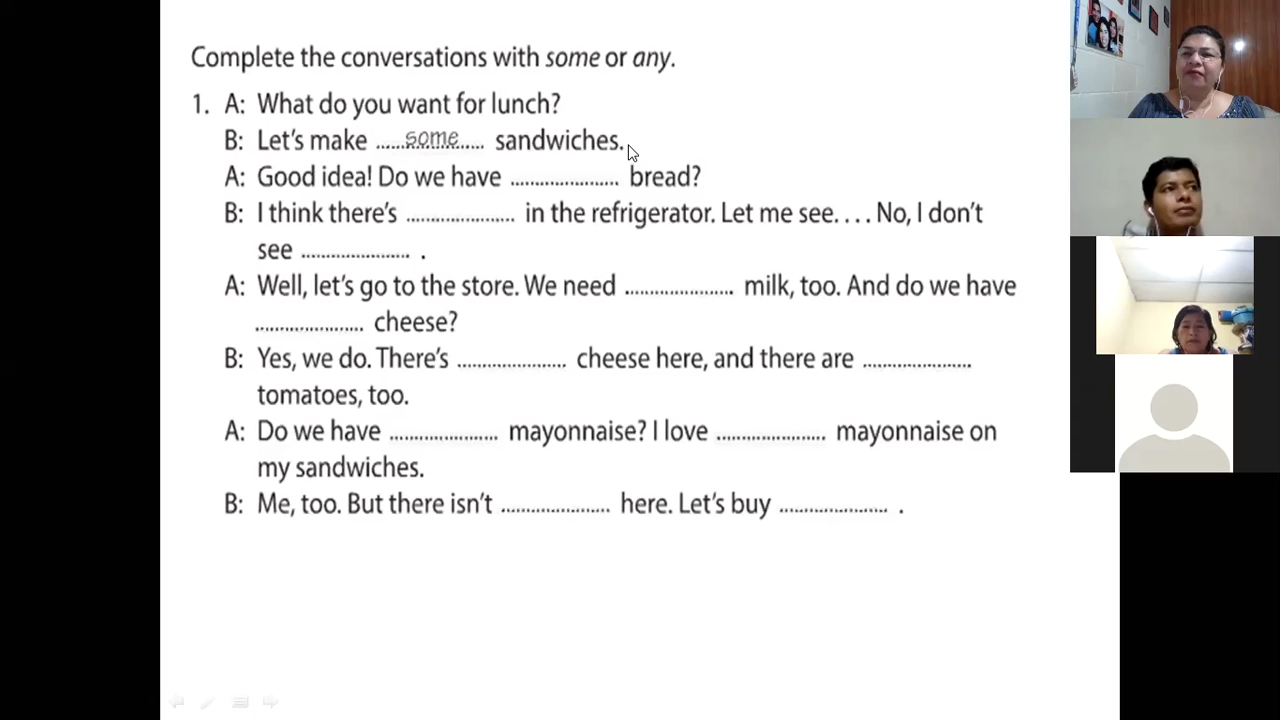 Complete the conversations with some or any.
1. A: What do you want for lunch?
B: Let's make ......some...... sandwiches.
A: Good idea! Do we have ...................... bread?
B: I think there's ...................... in the refrigerator. Let me see. . . . No, I don't
see ...................... .
A: Well, let's go to the store. We need ...................... milk, too. And do we have
...................... cheese?
B: Yes, we do. There's ...................... cheese here, and there are ......................
tomatoes, too.
A: Do we have ...................... mayonnaise? I love ...................... mayonnaise on
my sandwiches.
B: Me, too. But there isn't ...................... here. Let's buy ...................... .